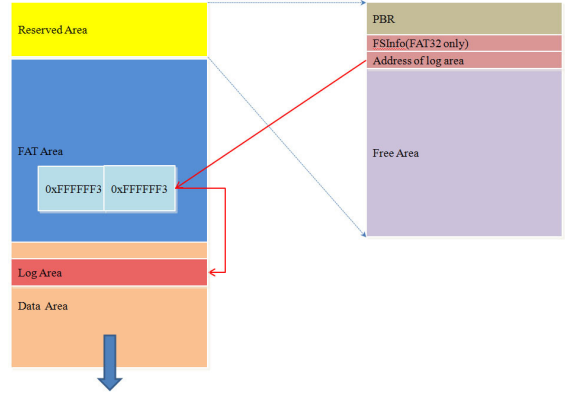 Reserved Area
FAT Area
0xFFFFFF3 0xFFFFFF3
Log Area
Data Area
PBR
FSInfo(FAT32 only)
Address of log area
Free Area